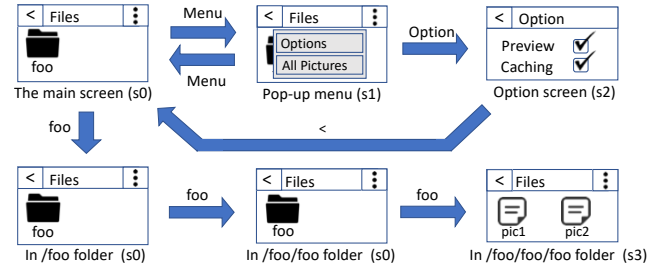 < Files
foo
The main screen (s0)
Menu
Menu
< Files
Options
All Pictures
Pop-up menu (s1)
Option
< Option
Preview
Caching
Option screen (s2)
foo
<
< Files
foo
In /foo folder (s0)
foo
< Files
foo
In /foo/foo folder (s0)
foo
< Files
pic1 pic2
In /foo/foo/foo folder (s3)